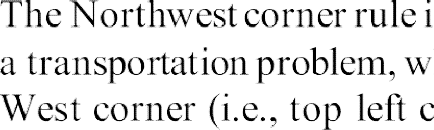 The Northwest corner rule i
a transportation problem, w
West corner (i.e., top left c